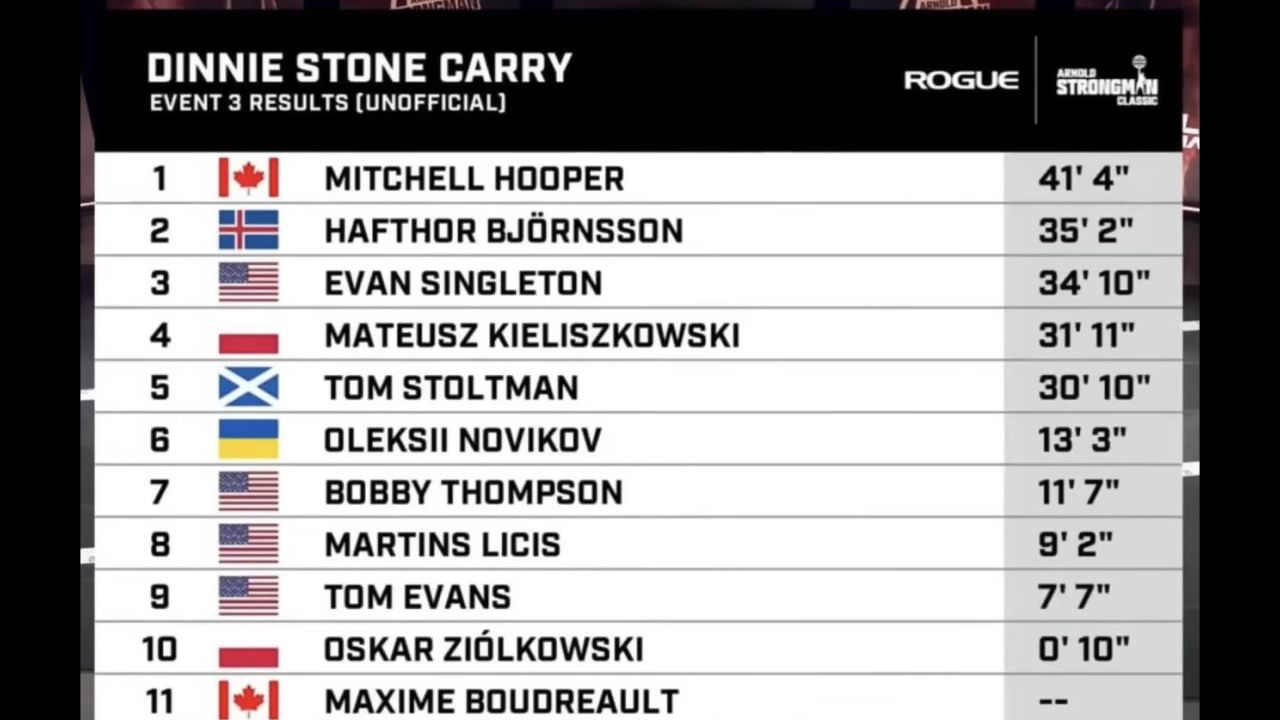 DINNIE STONE CARRY
EVENT 3 RESULTS (UNOFFICIAL)
ROGUE
ARNOLD
STRONGMAN
CLASSIC
1 MITCHELL HOOPER 41' 4"
2 HAFTHOR BJÖRNSSON 35' 2"
3 EVAN SINGLETON 34' 10"
4 MATEUSZ KIELISZKOWSKI 31' 11"
5 TOM STOLTMAN 30' 10"
6 OLEKSII NOVIKOV 13' 3"
7 BOBBY THOMPSON 11' 7"
8 MARTINS LICIS 9' 2"
9 TOM EVANS 7' 7"
10 OSKAR ZIÓLKOWSKI 0' 10"
11 MAXIME BOUDREAULT --